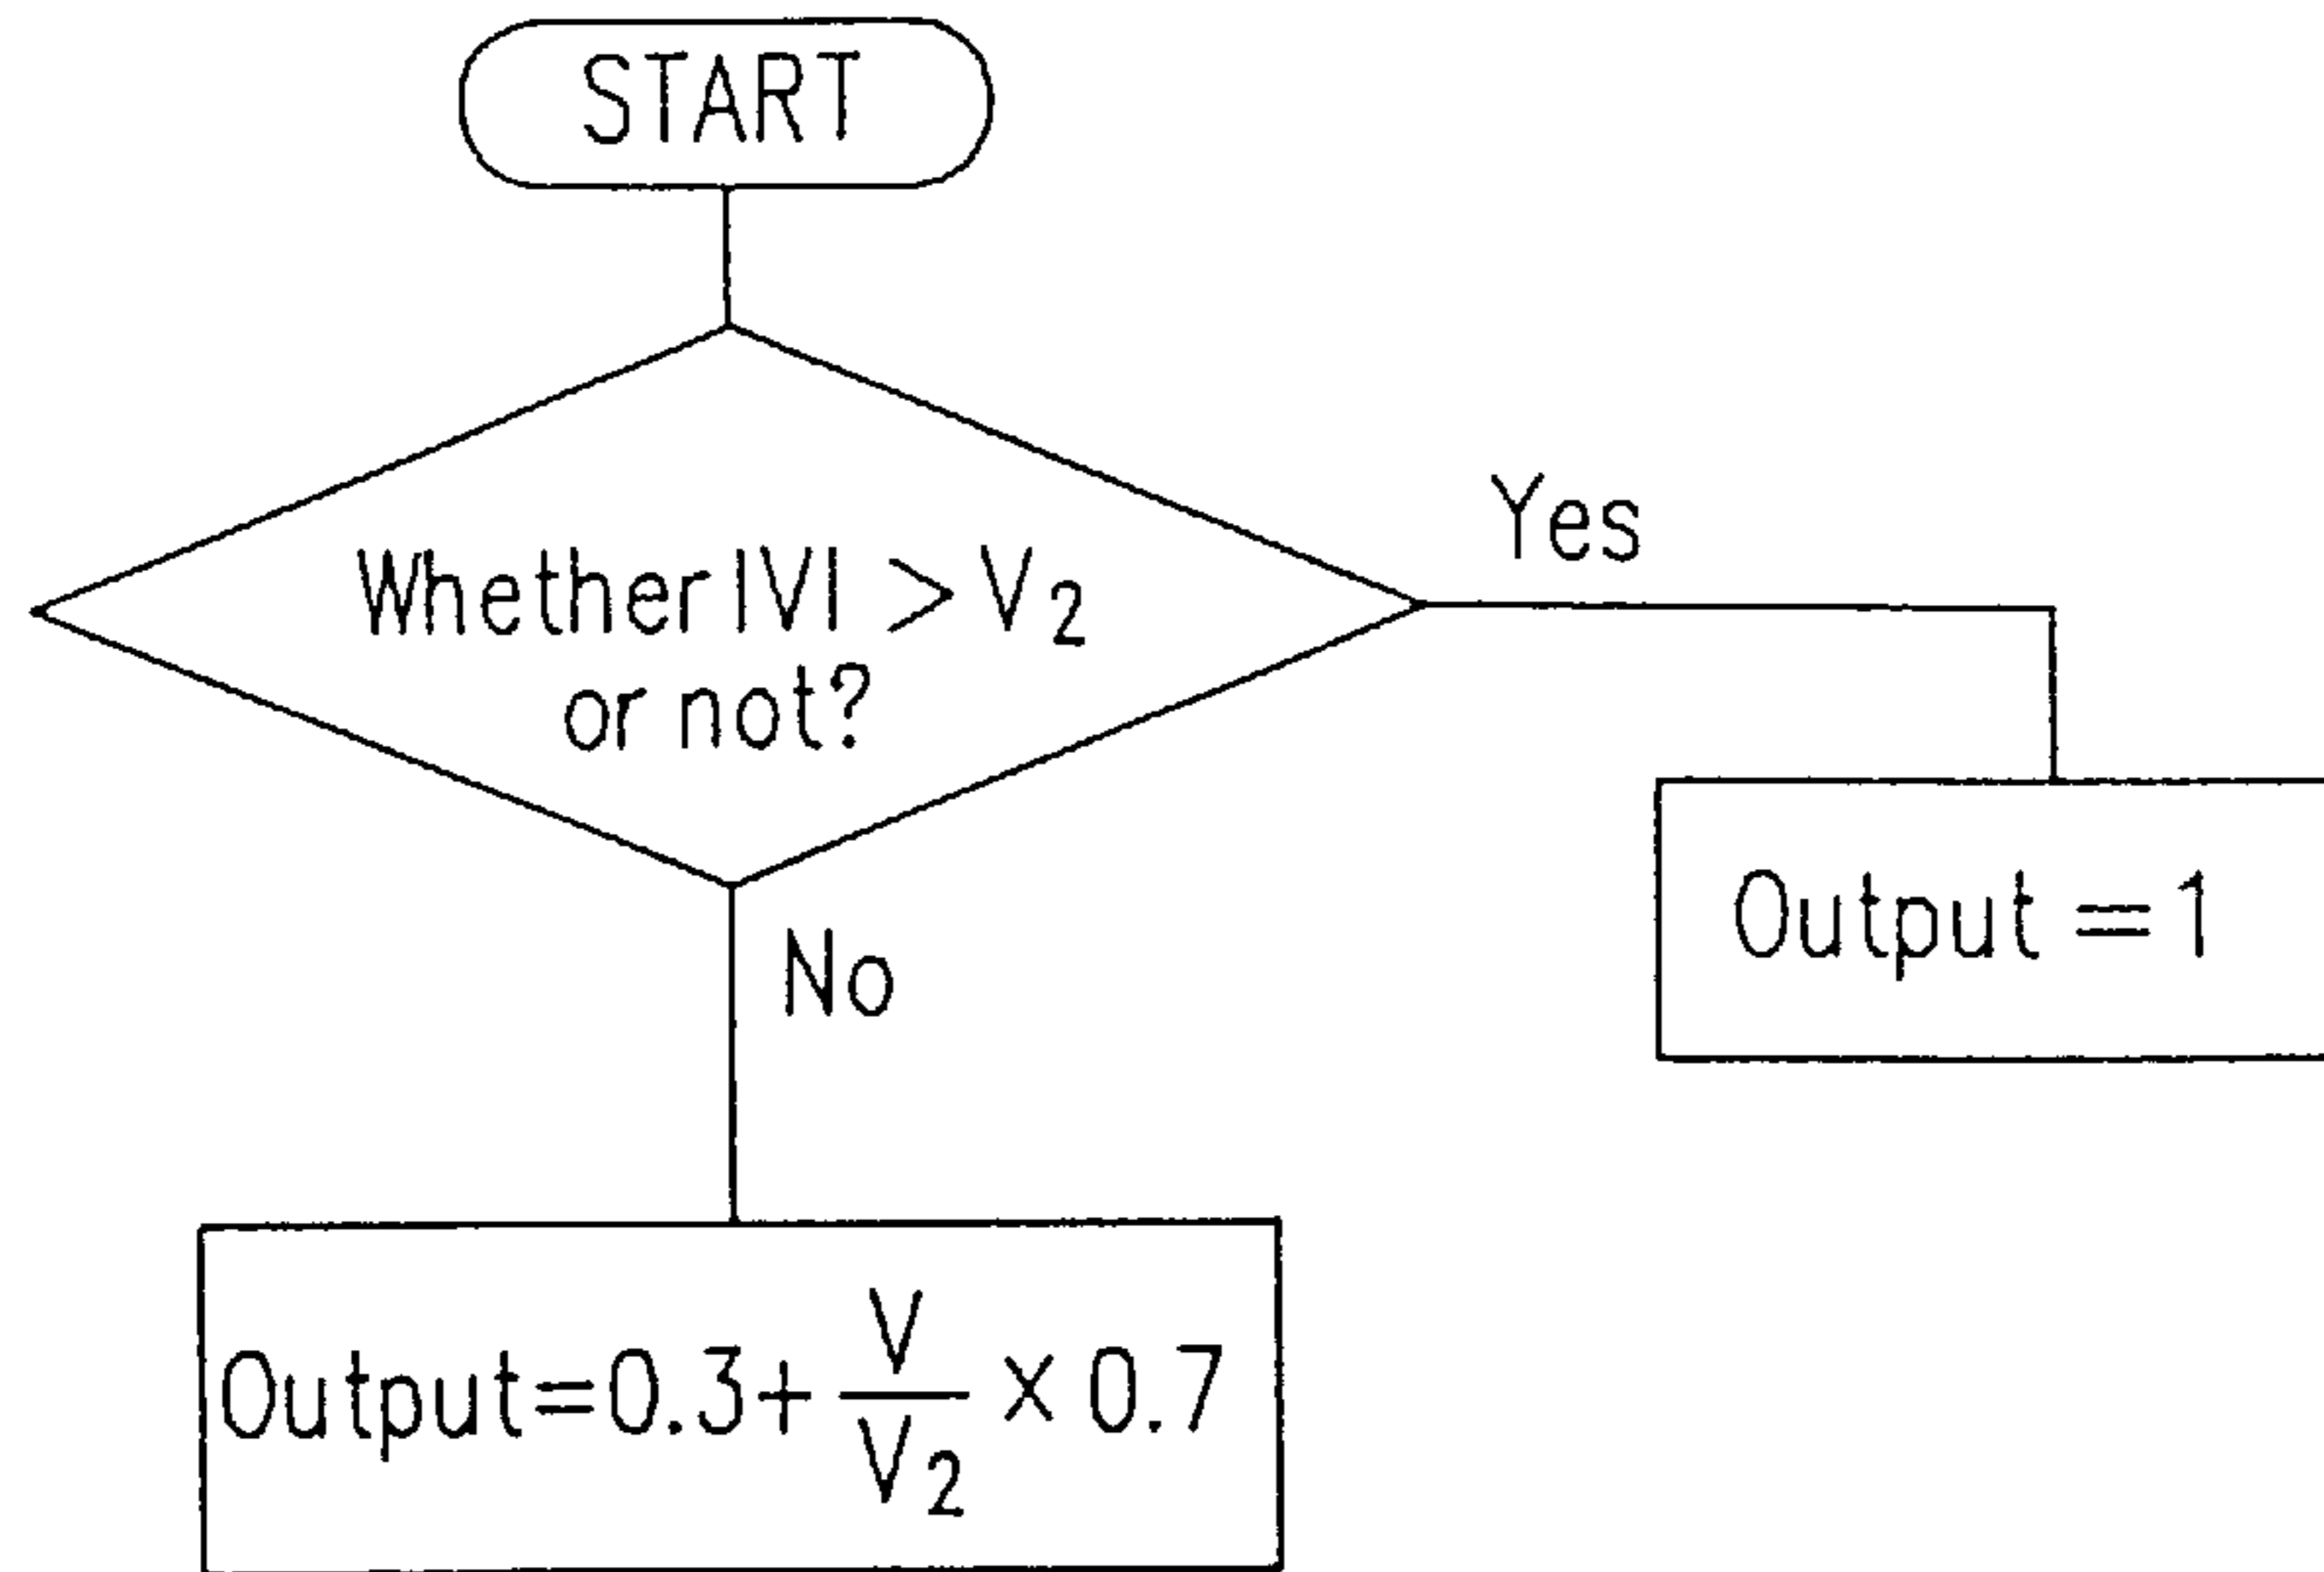 START
Whether |V| > V₂
or not?
Yes
Output = 1
No
Output=0.3+ V/V₂ × 0.7